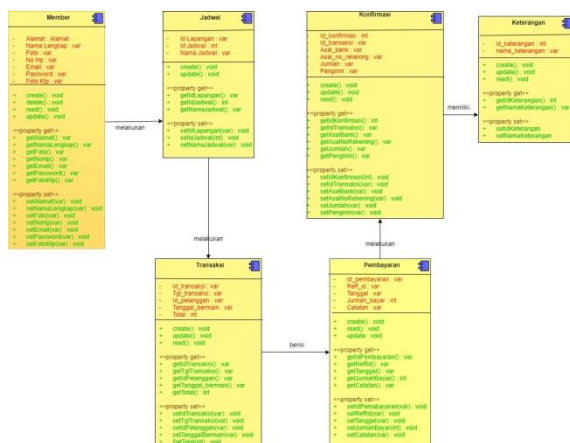 Member
- Alamat : Alamat
- Nama Lengkap : var
- Foto : var
- No Hp : var
- Email : var
- Password : var
- Foto Ktp : var
+ create() : void
+ delete() : void
+ read() : void
+ update() : void
<<property get>>
+ getAlamat() : var
+ getNamaLengkap() : var
+ getFoto() : var
+ getNoHp() : var
+ getEmail() : var
+ getPassword() : var
+ getFotoKtp() : var
<<property set>>
+ setAlamat(var) : void
+ setNamaLengkap(var) : void
+ setFoto(var) : void
+ setNoHp(var) : void
+ setEmail(var) : void
+ setPassword(var) : void
+ setFotoKtp(var) : void
melakukan
Jadwal
- Id Lapangan : var
- Id Jadwal : int
- Nama Jadwal : var
+ create() : void
+ update() : void
<<property get>>
+ getIdLapangan() : var
+ getIdJadwal() : int
+ getNamaJadwal() : var
<<property set>>
+ setIdLapangan(var) : void
+ setIdJadwal(int) : void
+ setNamaJadwal(var) : void
melakukan
Konfirmasi
- Id_konfirmasi : int
- Id_transaksi : var
- Asal_bank : var
- Asal_no_rekening : var
- Jumlah : var
- Pengirim : var
+ create() : void
+ update() : void
+ read() : void
<<property get>>
+ getIdKonfirmasi() : int
+ getIdTransaksi() : var
+ getAsalBank() : var
+ getAsalNoRekening() : var
+ getJumlah() : var
+ getPengirim() : var
<<property set>>
+ setIdKonfirmasi(int) : void
+ setIdTransaksi(var) : void
+ setAsalBank(var) : void
+ setAsalNoRekening(var) : void
+ setJumlah(var) : void
+ setPengirim(var) : void
memiliki
Keterangan
- id_keterangan : int
- nama_keterangan : var
+ create() : void
+ update() : void
+ read() : void
<<property get>>
+ getIdKeterangan() : int
+ getNamaKeterangan() : var
<<property set>>
+ setIdKeterangan
+ setNamaKeterangan
melakukan
Transaksi
- Id_transaksi : var
- Tgl_transaksi : var
- Id_pelanggan : var
- Tanggal_bermain : var
- Total : int
+ create() : void
+ update() : void
+ read() : void
<<property get>>
+ getIdTransaksi() : var
+ getTglTransaksi() : var
+ getIdPelanggan() : var
+ getTanggal_bermain() : var
+ getTotal() : int
<<property set>>
+ setIdTransaksi(var) : void
+ setTglTransaksi(var) : void
+ setIdPelanggan(var) : void
+ setTanggalBermain(var) : void
berisi
Pembayaran
- Id_pembayaran : var
- Reff_id : var
- Tanggal : var
- Jumlah_bayar : int
- Catatan : var
+ create() : void
+ read() : void
+ update() : void
<<property get>>
+ getIdPembayaran() : var
+ getReffId() : var
+ getTanggal() : var
+ getJumlahBayar() : int
+ getCatatan() : var
<<property set>>
+ setIdPamabayaran(var) : void
+ setReffId(var) : void
+ setTanggal(var) : void
+ setJumlahBayar(int) : void
+ setCatatan(var) : void